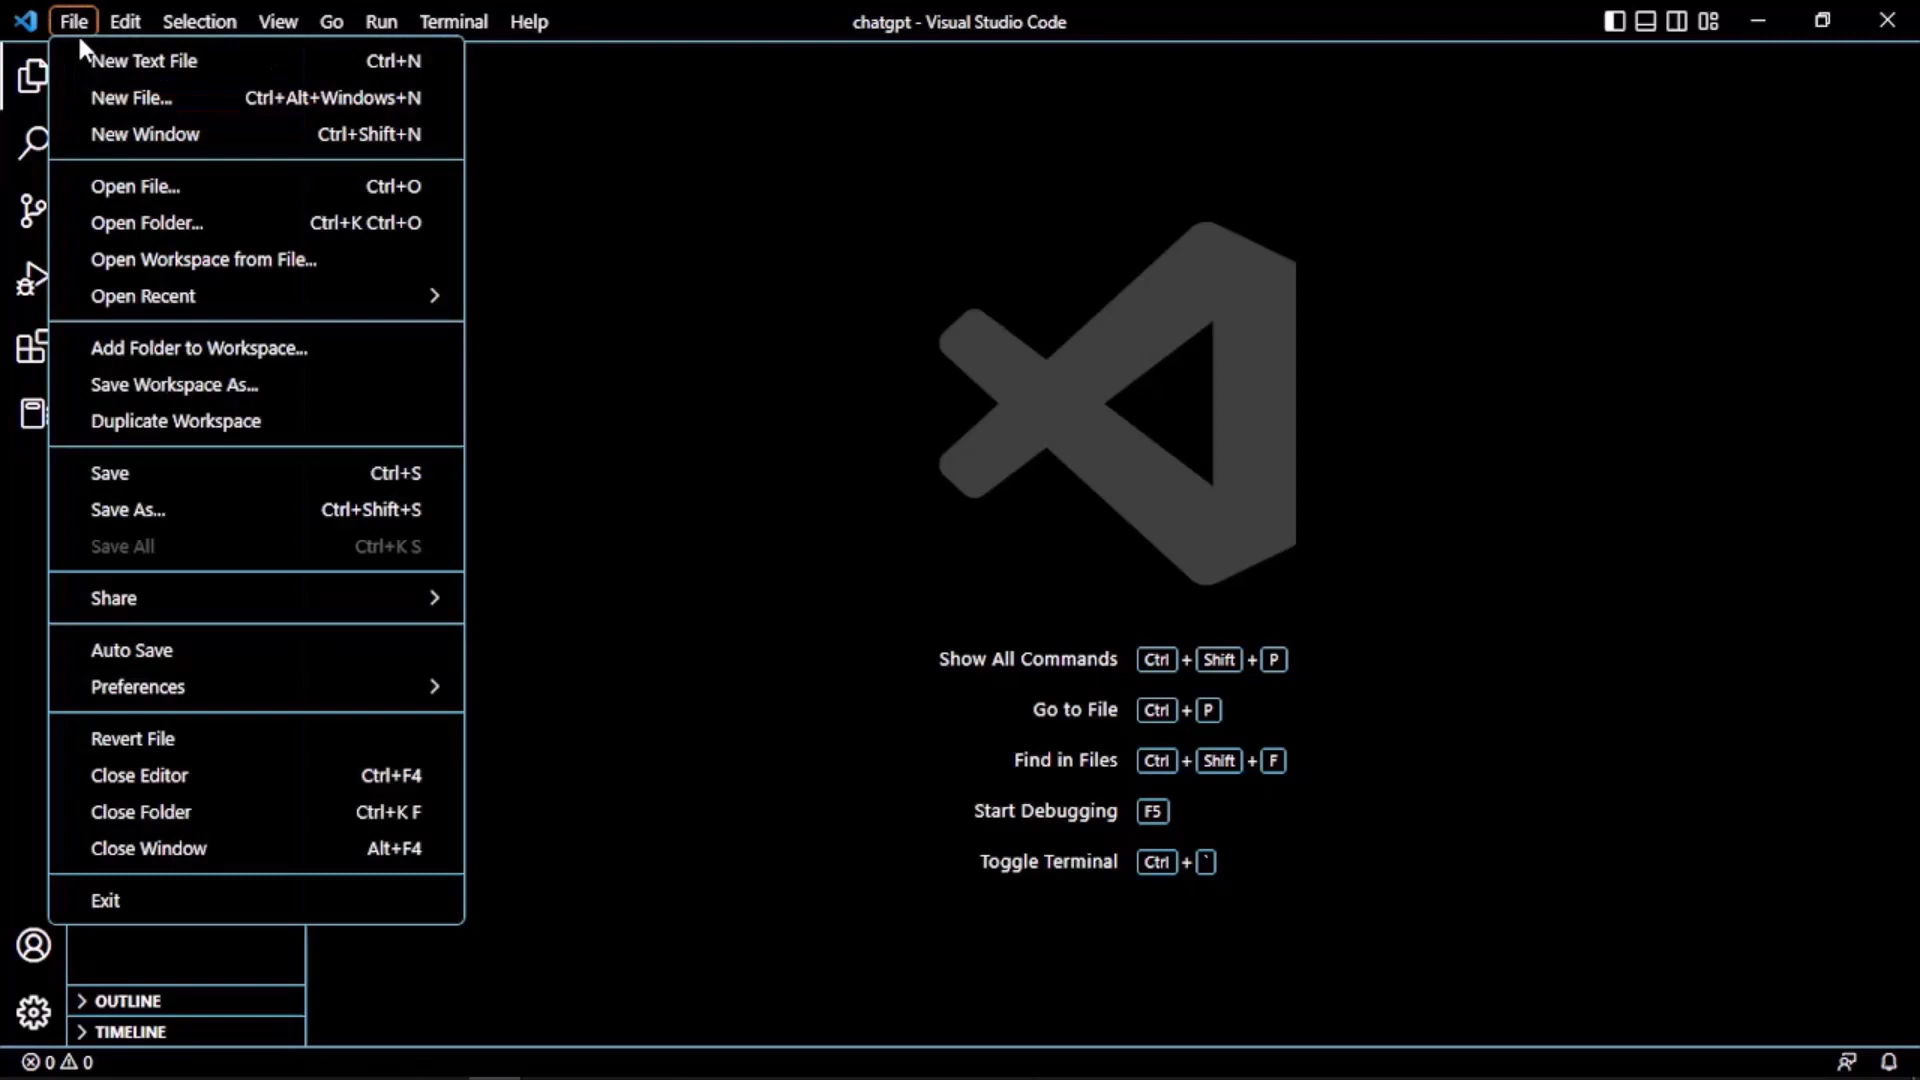 File Edit Selection View Go Run Terminal Help chatgpt - Visual Studio Code
New Text File Ctrl+N
New File... Ctrl+Alt+Windows+N
New Window Ctrl+Shift+N
Open File... Ctrl+O
Open Folder... Ctrl+K Ctrl+O
Open Workspace from File...
Open Recent
Add Folder to Workspace...
Save Workspace As...
Duplicate Workspace
Save Ctrl+S
Save As... Ctrl+Shift+S
Save All Ctrl+K S
Share
Auto Save
Preferences
Revert File
Close Editor Ctrl+F4
Close Folder Ctrl+K F
Close Window Alt+F4
Exit
Show All Commands Ctrl + Shift + P
Go to File Ctrl + P
Find in Files Ctrl + Shift + F
Start Debugging F5
Toggle Terminal Ctrl + `
OUTLINE
TIMELINE
0 0